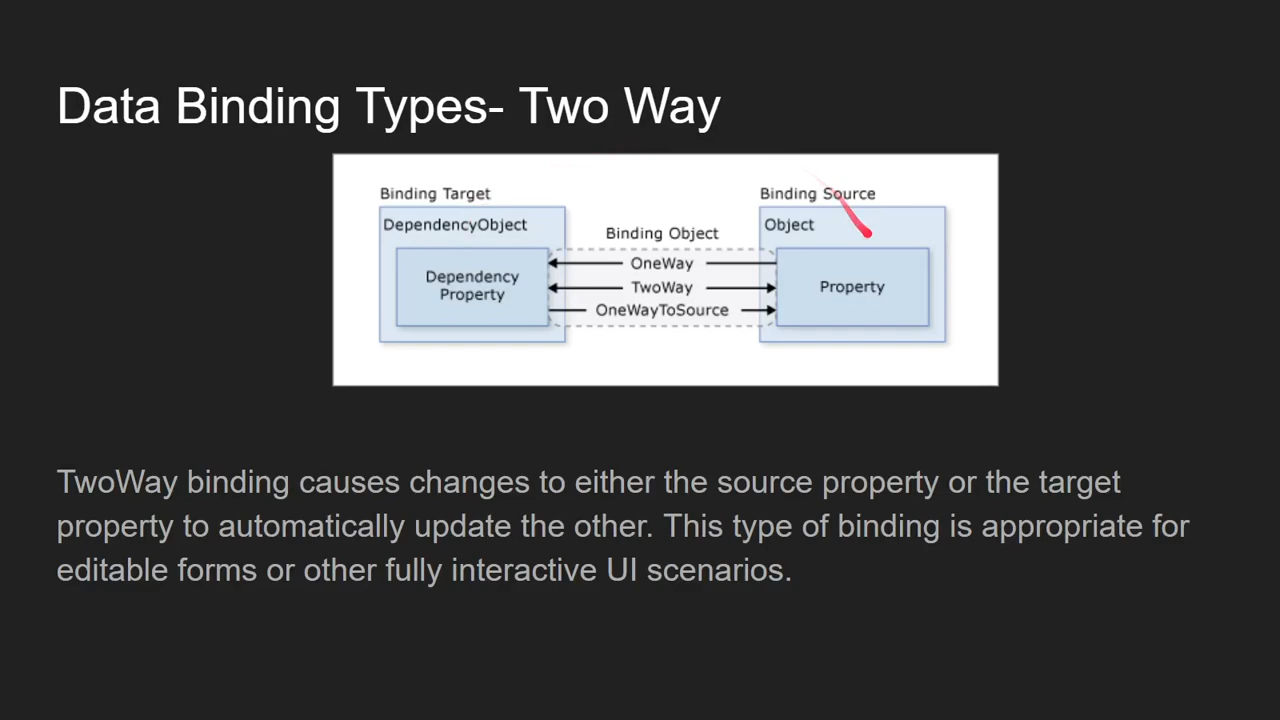 Data Binding Types- Two Way
Binding Target
Binding Source
DependencyObject
Binding Object
Object
Dependency
Property
OneWay
TwoWay
OneWayToSource
Property
TwoWay binding causes changes to either the source property or the target
property to automatically update the other. This type of binding is appropriate for
editable forms or other fully interactive UI scenarios.